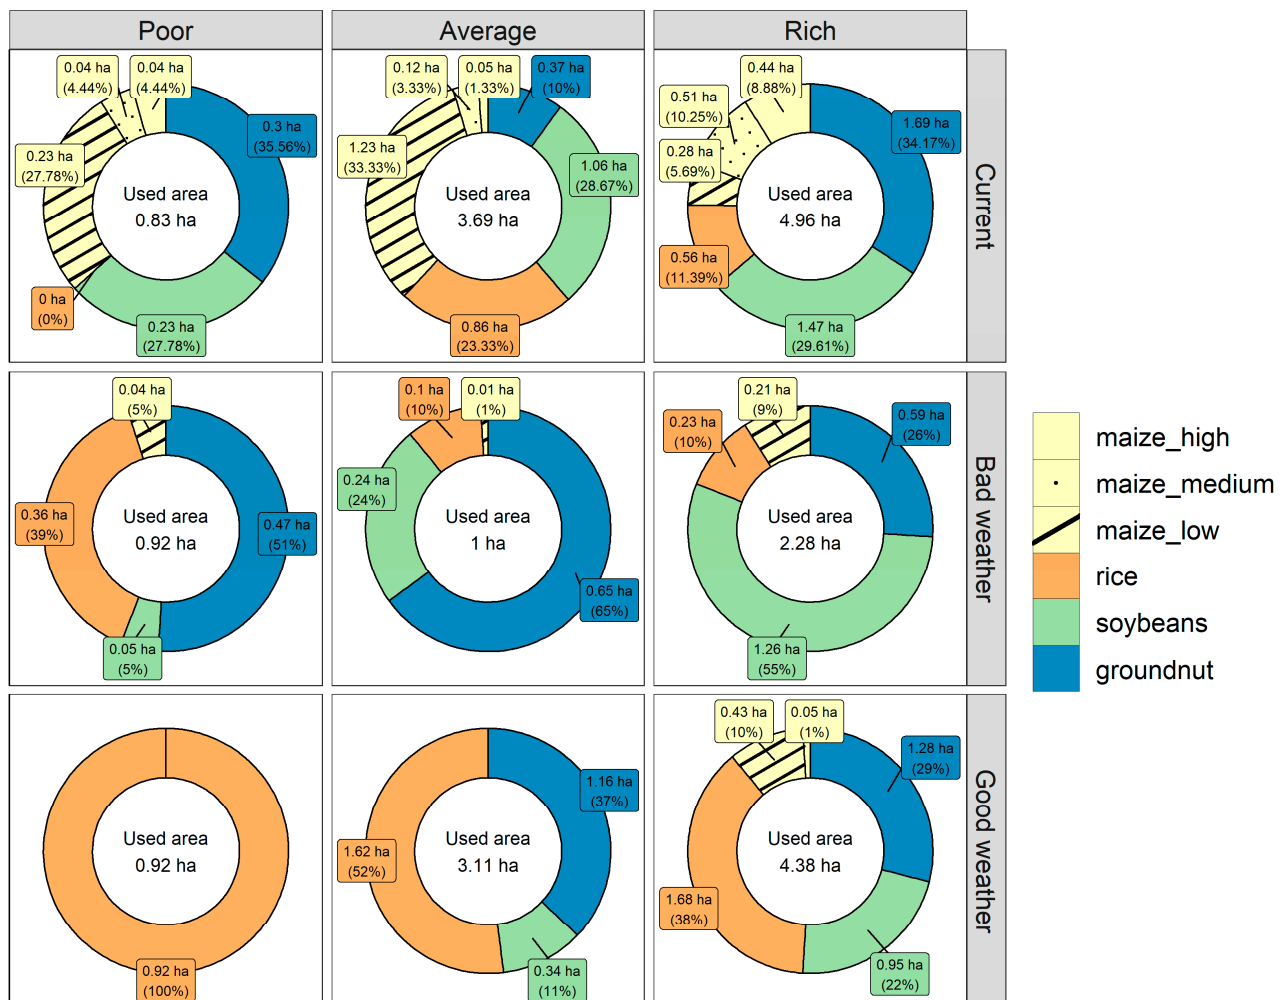 Poor
Average
Rich
0.04 ha
(4.44%)
0.04 ha
(4.44%)
0.3 ha
(35.56%)
0.23 ha
(27.78%)
Used area
0.83 ha
0 ha
(0%)
0.23 ha
(27.78%)
0.12 ha
(3.33%)
0.05 ha
(1.33%)
0.37 ha
(10%)
1.23 ha
(33.33%)
1.06 ha
(28.67%)
Used area
3.69 ha
0.86 ha
(23.33%)
0.44 ha
(8.88%)
0.51 ha
(10.25%)
1.69 ha
(34.17%)
0.28 ha
(5.69%)
Used area
4.96 ha
0.56 ha
(11.39%)
1.47 ha
(29.61%)
Current
0.04 ha
(5%)
0.36 ha
(39%)
0.47 ha
(51%)
Used area
0.92 ha
0.05 ha
(5%)
0.1 ha
(10%)
0.01 ha
(1%)
0.24 ha
(24%)
Used area
1 ha
0.65 ha
(65%)
0.21 ha
(9%)
0.23 ha
(10%)
0.59 ha
(26%)
Used area
2.28 ha
1.26 ha
(55%)
Bad weather
Used area
0.92 ha
0.92 ha
(100%)
1.16 ha
(37%)
1.62 ha
(52%)
Used area
3.11 ha
0.34 ha
(11%)
0.43 ha
(10%)
0.05 ha
(1%)
1.28 ha
(29%)
Used area
4.38 ha
1.68 ha
(38%)
0.95 ha
(22%)
Good weather
maize_high
maize_medium
maize_low
rice
soybeans
groundnut